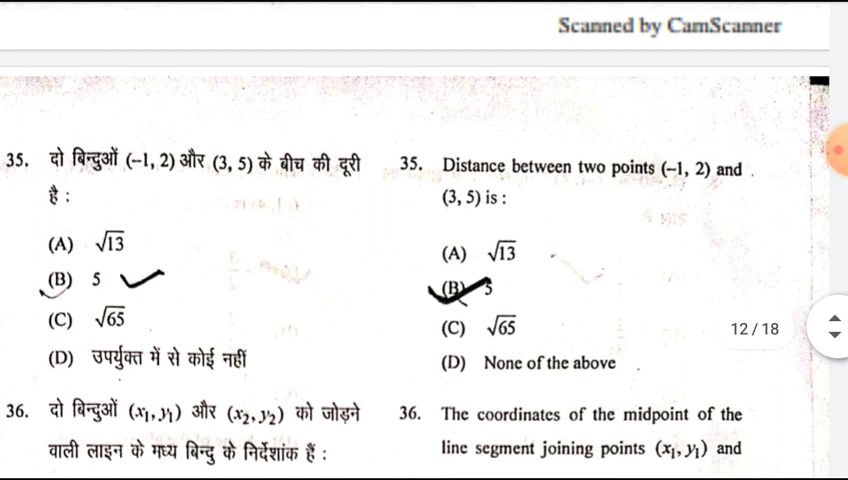 Scanned by CamScanner
35. दो बिन्दुओं (–1, 2) और (3, 5) के बीच की दूरी
है :
(A) √13
(B) 5
(C) √65
(D) उपर्युक्त में से कोई नहीं
36. दो बिन्दुओं (x₁, y₁) और (x₂, y₂) को जोड़ने
वाली लाइन के मध्य बिन्दु के निर्देशांक हैं :
35. Distance between two points (–1, 2) and
(3, 5) is :
(A) √13
(B) 5
(C) √65
(D) None of the above
36. The coordinates of the midpoint of the
line segment joining points (x₁, y₁) and
12 / 18